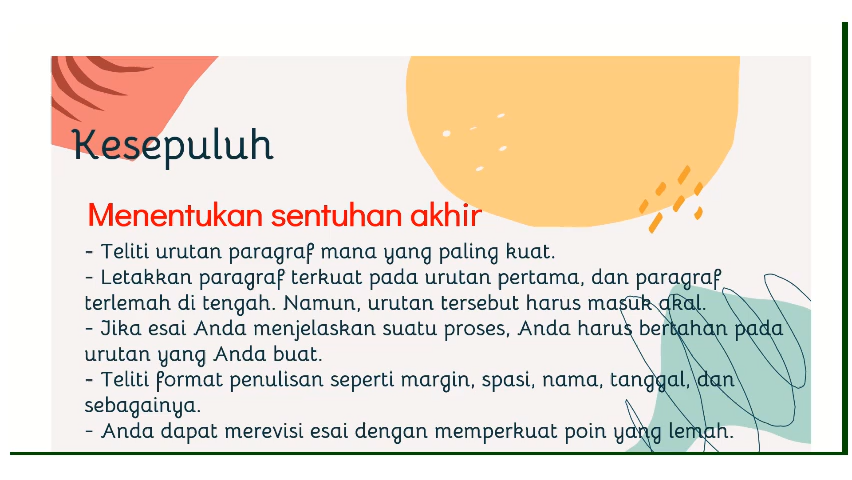 Kesepuluh
Menentukan sentuhan akhir
- Teliti urutan paragraf mana yang paling kuat.
- Letakkan paragraf terkuat pada urutan pertama, dan paragraf
terlemah di tengah. Namun, urutan tersebut harus masuk akal.
- Jika esai Anda menjelaskan suatu proses, Anda harus bertahan pada
urutan yang Anda buat.
- Teliti format penulisan seperti margin, spasi, nama, tanggal, dan
sebagainya.
- Anda dapat merevisi esai dengan memperkuat poin yang lemah.